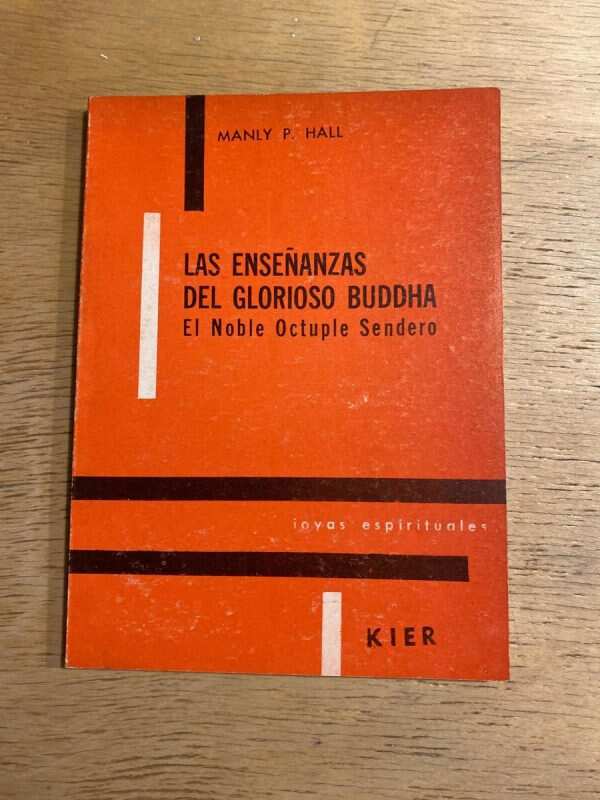 MANLY P. HALL
LAS ENSEÑANZAS
DEL GLORIOSO BUDDHA
El Noble Octuple Sendero
joyas espirituales
KIER